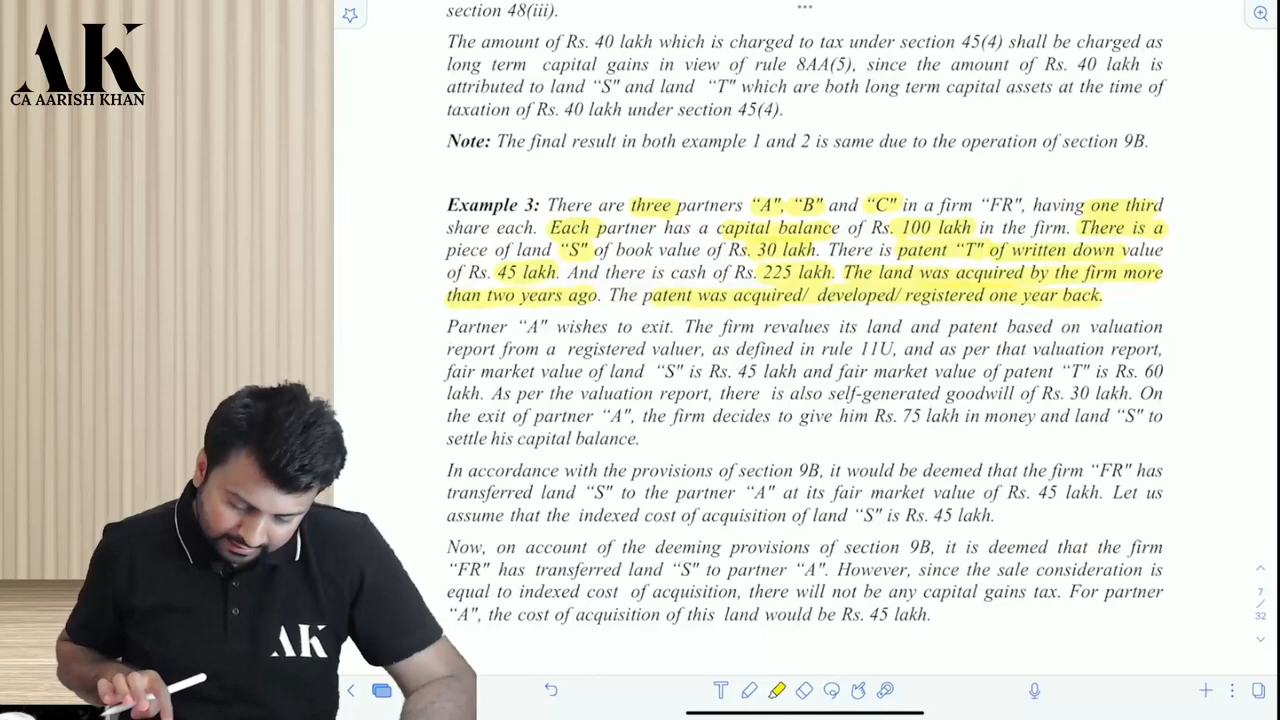 AK
CA AARISH KHAN
section 48(iii).
The amount of Rs. 40 lakh which is charged to tax under section 45(4) shall be charged as
long term capital gains in view of rule 8AA(5), since the amount of Rs. 40 lakh is
attributed to land “S” and land “T" which are both long term capital assets at the time of
taxation of Rs. 40 lakh under section 45(4).
Note: The final result in both example 1 and 2 is same due to the operation of section 9B.
Example 3: There are three partners “A”, “B” and “C” in a firm “FR”, having one third
share each. Each partner has a capital balance of Rs. 100 lakh in the firm. There is a
piece of land “S” of book value of Rs. 30 lakh. There is patent “T” of written down value
of Rs. 45 lakh. And there is cash of Rs. 225 lakh. The land was acquired by the firm more
than two years ago. The patent was acquired/ developed/ registered one year back.
Partner “A” wishes to exit. The firm revalues its land and patent based on valuation
report from a registered valuer, as defined in rule 11U, and as per that valuation report,
fair market value of land “S” is Rs. 45 lakh and fair market value of patent “T” is Rs. 60
lakh. As per the valuation report, there is also self-generated goodwill of Rs. 30 lakh. On
the exit of partner “A”, the firm decides to give him Rs. 75 lakh in money and land “S” to
settle his capital balance.
In accordance with the provisions of section 9B, it would be deemed that the firm “FR” has
transferred land “S” to the partner “A” at its fair market value of Rs. 45 lakh. Let us
assume that the indexed cost of acquisition of land “S” is Rs. 45 lakh.
Now, on account of the deeming provisions of section 9B, it is deemed that the firm
“FR” has transferred land “S” to partner “A”. However, since the sale consideration is
equal to indexed cost of acquisition, there will not be any capital gains tax. For partner
“A”, the cost of acquisition of this land would be Rs. 45 lakh.
7
32
AK